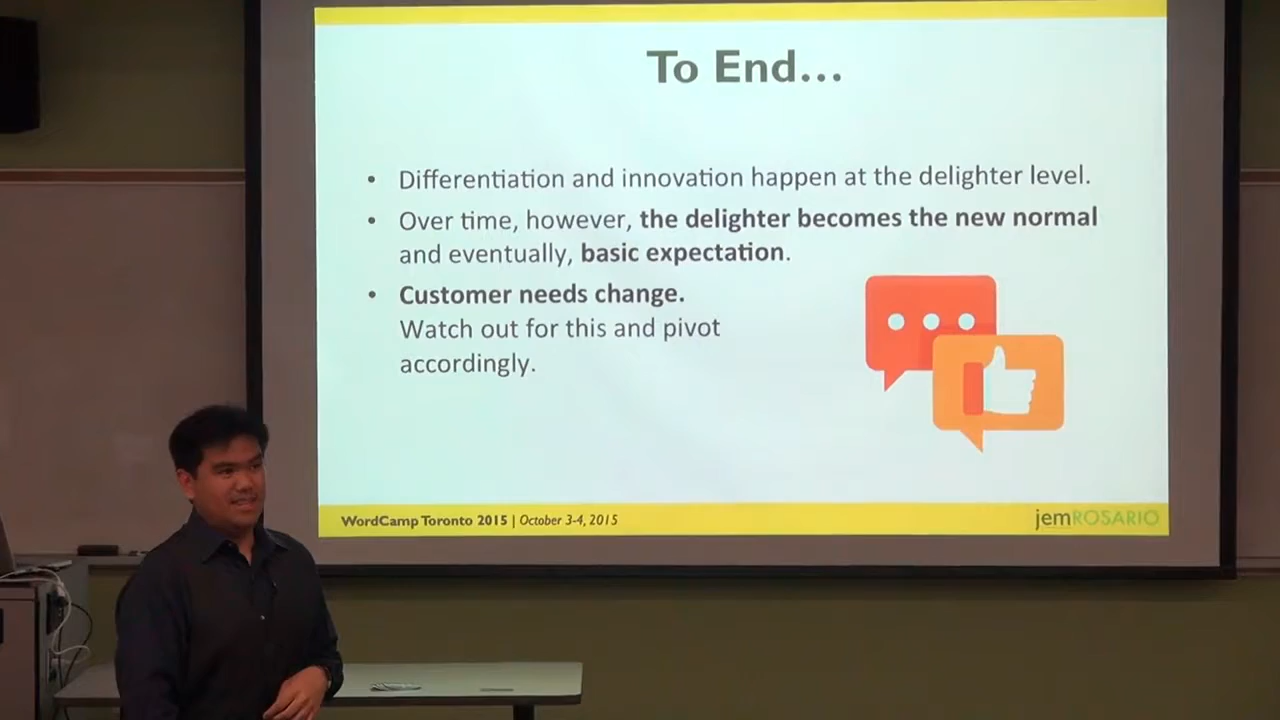 To End...
• Differentiation and innovation happen at the delighter level.
• Over time, however, the delighter becomes the new normal
and eventually, basic expectation.
• Customer needs change.
Watch out for this and pivot
accordingly.
WordCamp Toronto 2015 | October 3-4, 2015
jemROSARIO